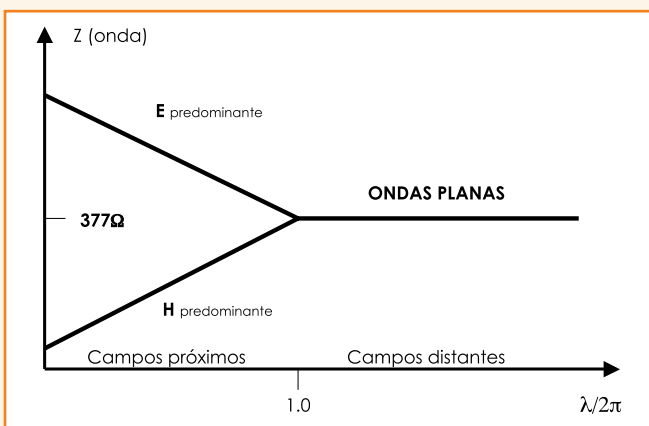 Z (onda)
E predominante
ONDAS PLANAS
377Ω
H predominante
Campos próximos Campos distantes
1.0
λ/2π